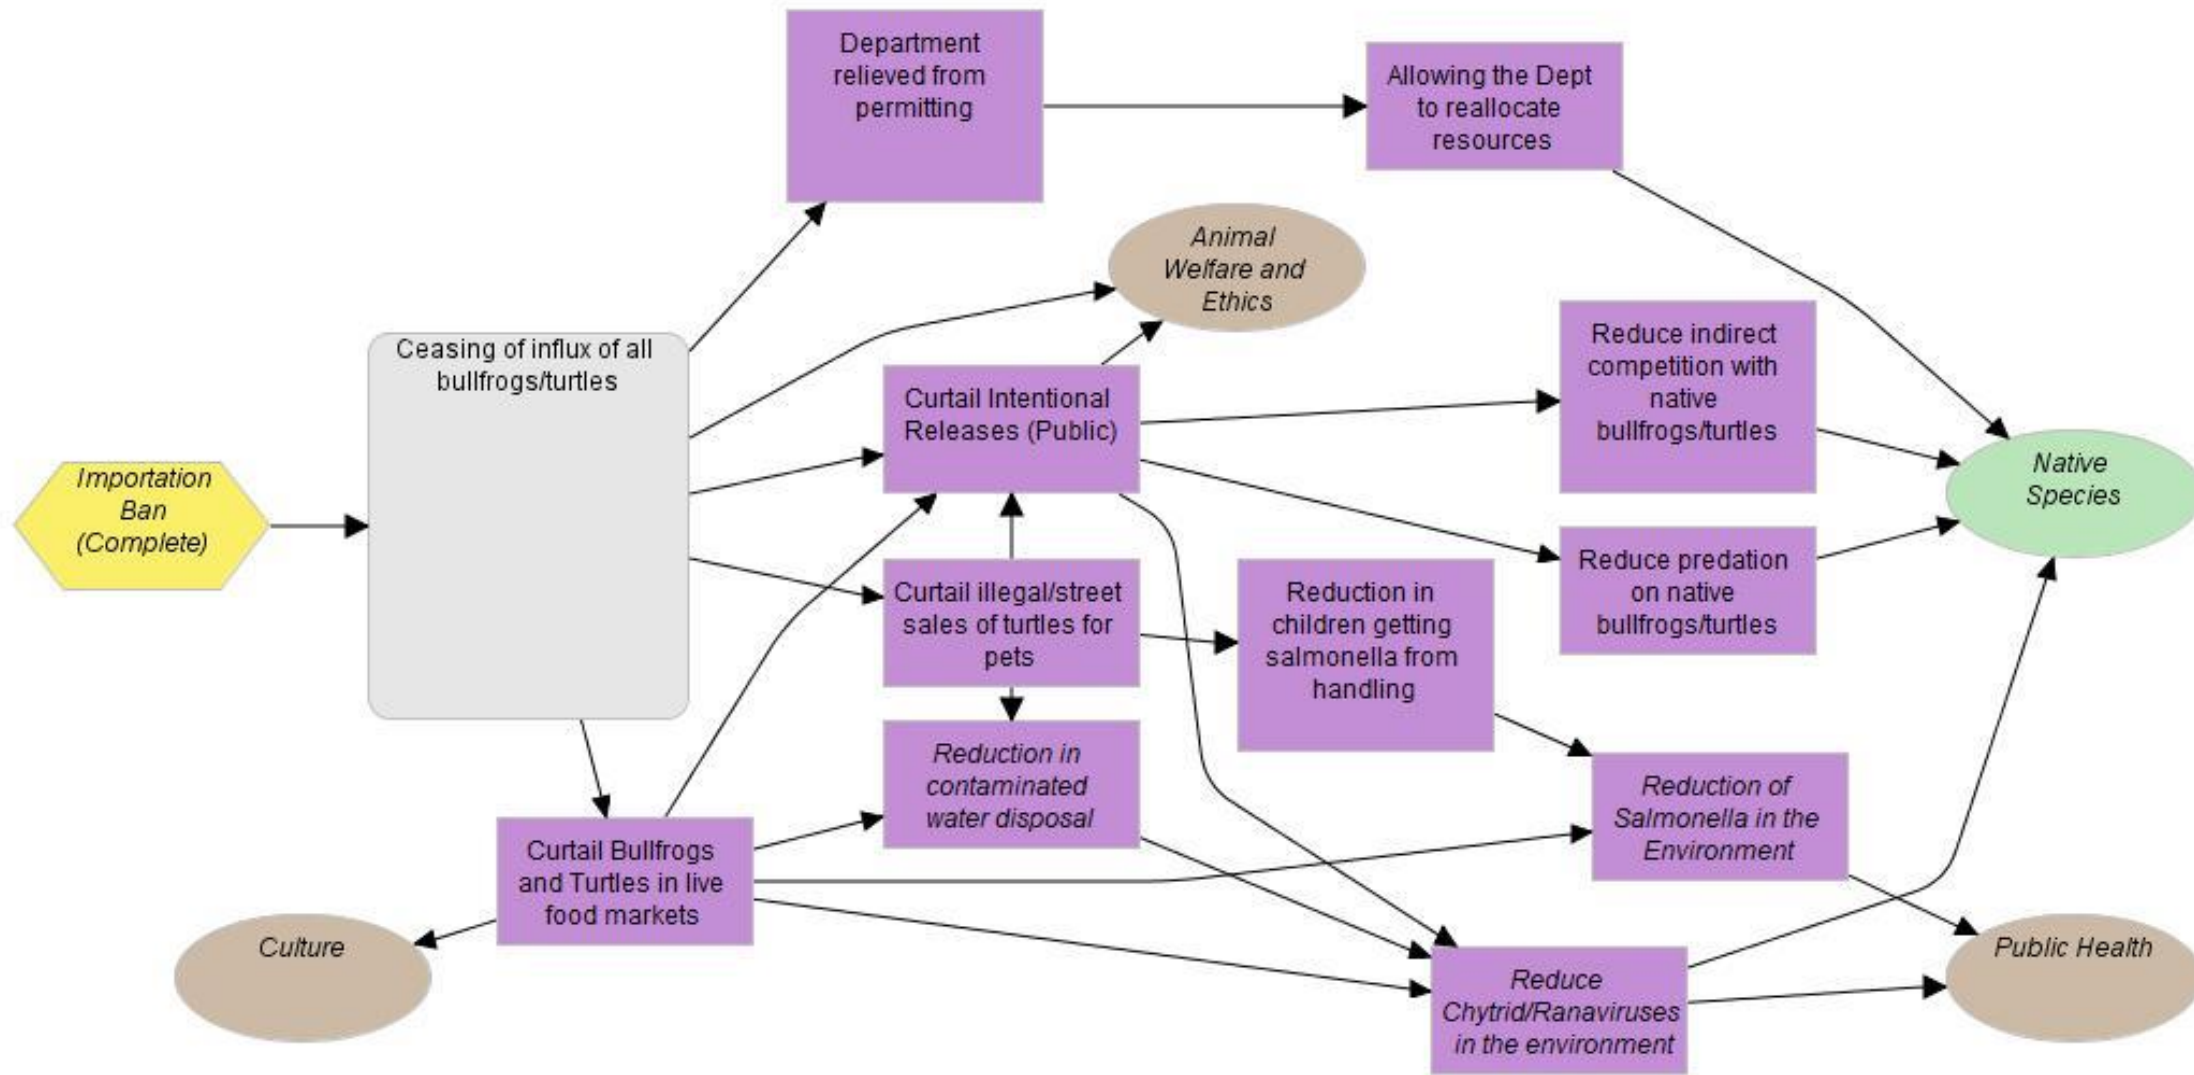 Department
relieved from
permitting
Allowing the Dept
to reallocate
resources
Animal
Welfare and
Ethics
Ceasing of influx of all
bullfrogs/turtles
Reduce indirect
competition with
native
bullfrogs/turtles
Curtail Intentional
Releases (Public)
Importation
Ban
(Complete)
Native
Species
Curtail illegal/street
sales of turtles for
pets
Reduction in
children getting
salmonella from
handling
Reduce predation
on native
bullfrogs/turtles
Reduction in
contaminated
water disposal
Reduction of
Salmonella in the
Environment
Curtail Bullfrogs
and Turtles in live
food markets
Culture
Public Health
Reduce
Chytrid/Ranaviruses
in the environment